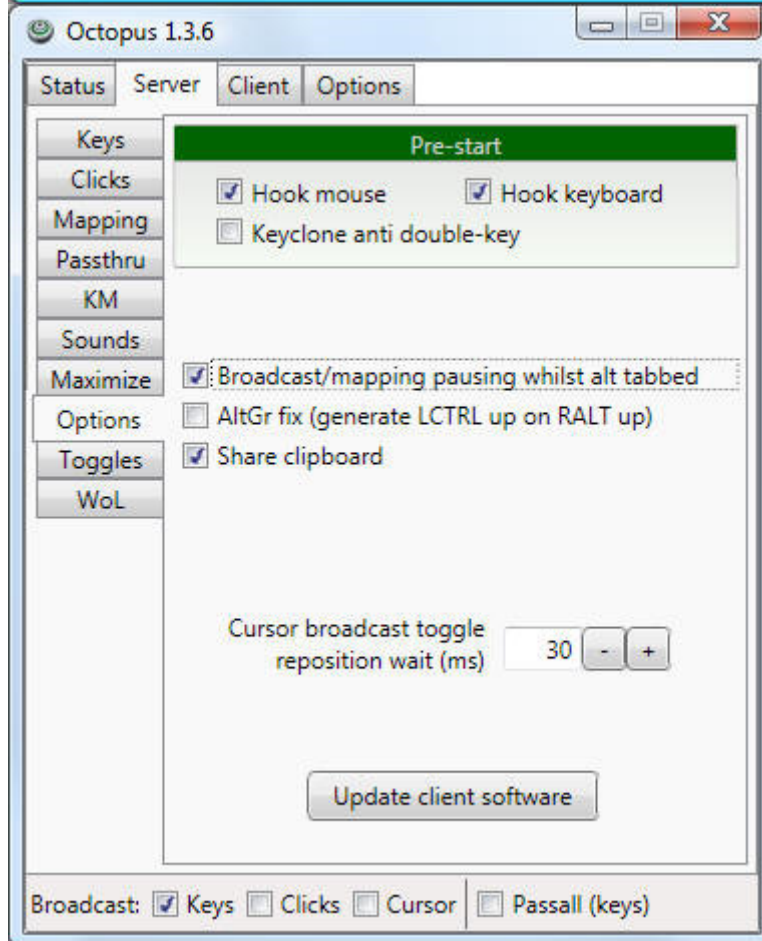 Octopus 1.3.6
Status Server Client Options
Keys
Clicks
Mapping
Passthru
KM
Sounds
Maximize
Options
Toggles
WoL
Pre-start
Hook mouse Hook keyboard
Keyclone anti double-key
Broadcast/mapping pausing whilst alt tabbed
AltGr fix (generate LCTRL up on RALT up)
Share clipboard
Cursor broadcast toggle
reposition wait (ms) 30 - +
Update client software
Broadcast: Keys Clicks Cursor Passall (keys)